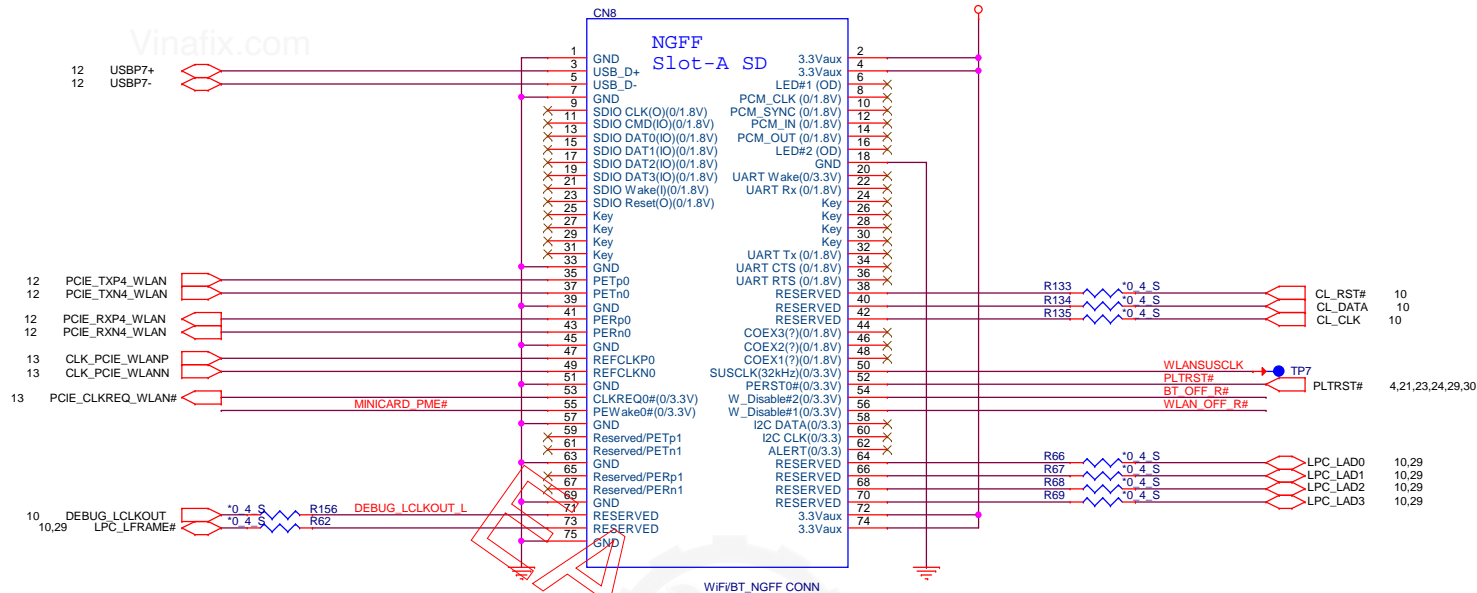 Vinafix.com
CN8
NGFF
Slot-A SD
12 USBP7+
12 USBP7-
12 PCIE_TXP4_WLAN
12 PCIE_TXN4_WLAN
12 PCIE_RXP4_WLAN
12 PCIE_RXN4_WLAN
13 CLK_PCIE_WLANP
13 CLK_PCIE_WLANN
13 PCIE_CLKREQ_WLAN#
MINICARD_PME#
10 DEBUG_LCLKOUT *0_4_S R156 DEBUG_LCLKOUT_L
10,29 LPC_LFRAME# *0_4_S R62
1 GND
3 USB_D+
5 USB_D-
7 GND
9 SDIO CLK(O)(0/1.8V)
11 SDIO CMD(IO)(0/1.8V)
13 SDIO DAT0(IO)(0/1.8V)
15 SDIO DAT1(IO)(0/1.8V)
17 SDIO DAT2(IO)(0/1.8V)
19 SDIO DAT3(IO)(0/1.8V)
21 SDIO Wake(I)(0/1.8V)
23 SDIO Reset(O)(0/1.8V)
25 Key
27 Key
29 Key
31 Key
33 GND
35 PETp0
37 PETn0
39 GND
41 PERp0
43 PERn0
45 GND
47 REFCLKP0
49 REFCLKN0
51 GND
53 CLKREQ0#(0/3.3V)
55 PEWake0#(0/3.3V)
57 GND
59 Reserved/PETp1
61 Reserved/PETn1
63 GND
65 Reserved/PERp1
67 Reserved/PERn1
69 GND
71 RESERVED
73 RESERVED
75 GND
3.3Vaux 2
3.3Vaux 4
LED#1 (OD) 6
PCM_CLK (0/1.8V) 8
PCM_SYNC (0/1.8V) 10
PCM_IN (0/1.8V) 12
PCM_OUT (0/1.8V) 14
LED#2 (OD) 16
GND 18
UART Wake(0/3.3V) 20
UART Rx (0/1.8V) 22
Key 24
Key 26
Key 28
Key 30
UART Tx (0/1.8V) 32
UART CTS (0/1.8V) 34
UART RTS (0/1.8V) 36
RESERVED 38
RESERVED 40
RESERVED 42
COEX3(?)(0/1.8V) 44
COEX2(?)(0/1.8V) 46
COEX1(?)(0/1.8V) 48
SUSCLK(32kHz)(0/3.3V) 50
PERST0#(0/3.3V) 52
W_Disable#2(0/3.3V) 54
W_Disable#1(0/3.3V) 56
I2C DATA(0/3.3) 58
I2C CLK(0/3.3) 60
ALERT(0/3.3) 62
RESERVED 64
RESERVED 66
RESERVED 68
RESERVED 70
3.3Vaux 72
3.3Vaux 74
R133 *0_4_S CL_RST# 10
R134 *0_4_S CL_DATA 10
R135 *0_4_S CL_CLK 10
WLANSUSCLK TP7
PLTRST# PLTRST# 4,21,23,24,29,30
BT_OFF_R#
WLAN_OFF_R#
R66 *0_4_S LPC_LAD0 10,29
R67 *0_4_S LPC_LAD1 10,29
R68 *0_4_S LPC_LAD2 10,29
R69 *0_4_S LPC_LAD3 10,29
WiFi/BT_NGFF CONN